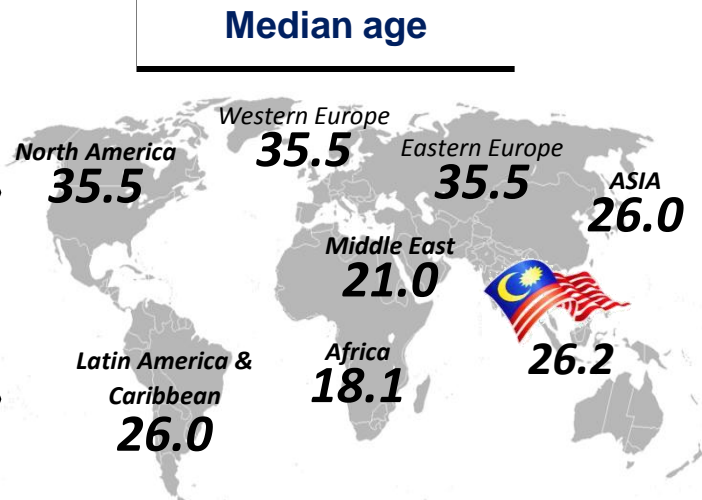 Median age
Western Europe
35.5
North America
35.5
Eastern Europe
35.5
ASIA
26.0
Middle East
21.0
26.2
Latin America &
Caribbean
26.0
Africa
18.1